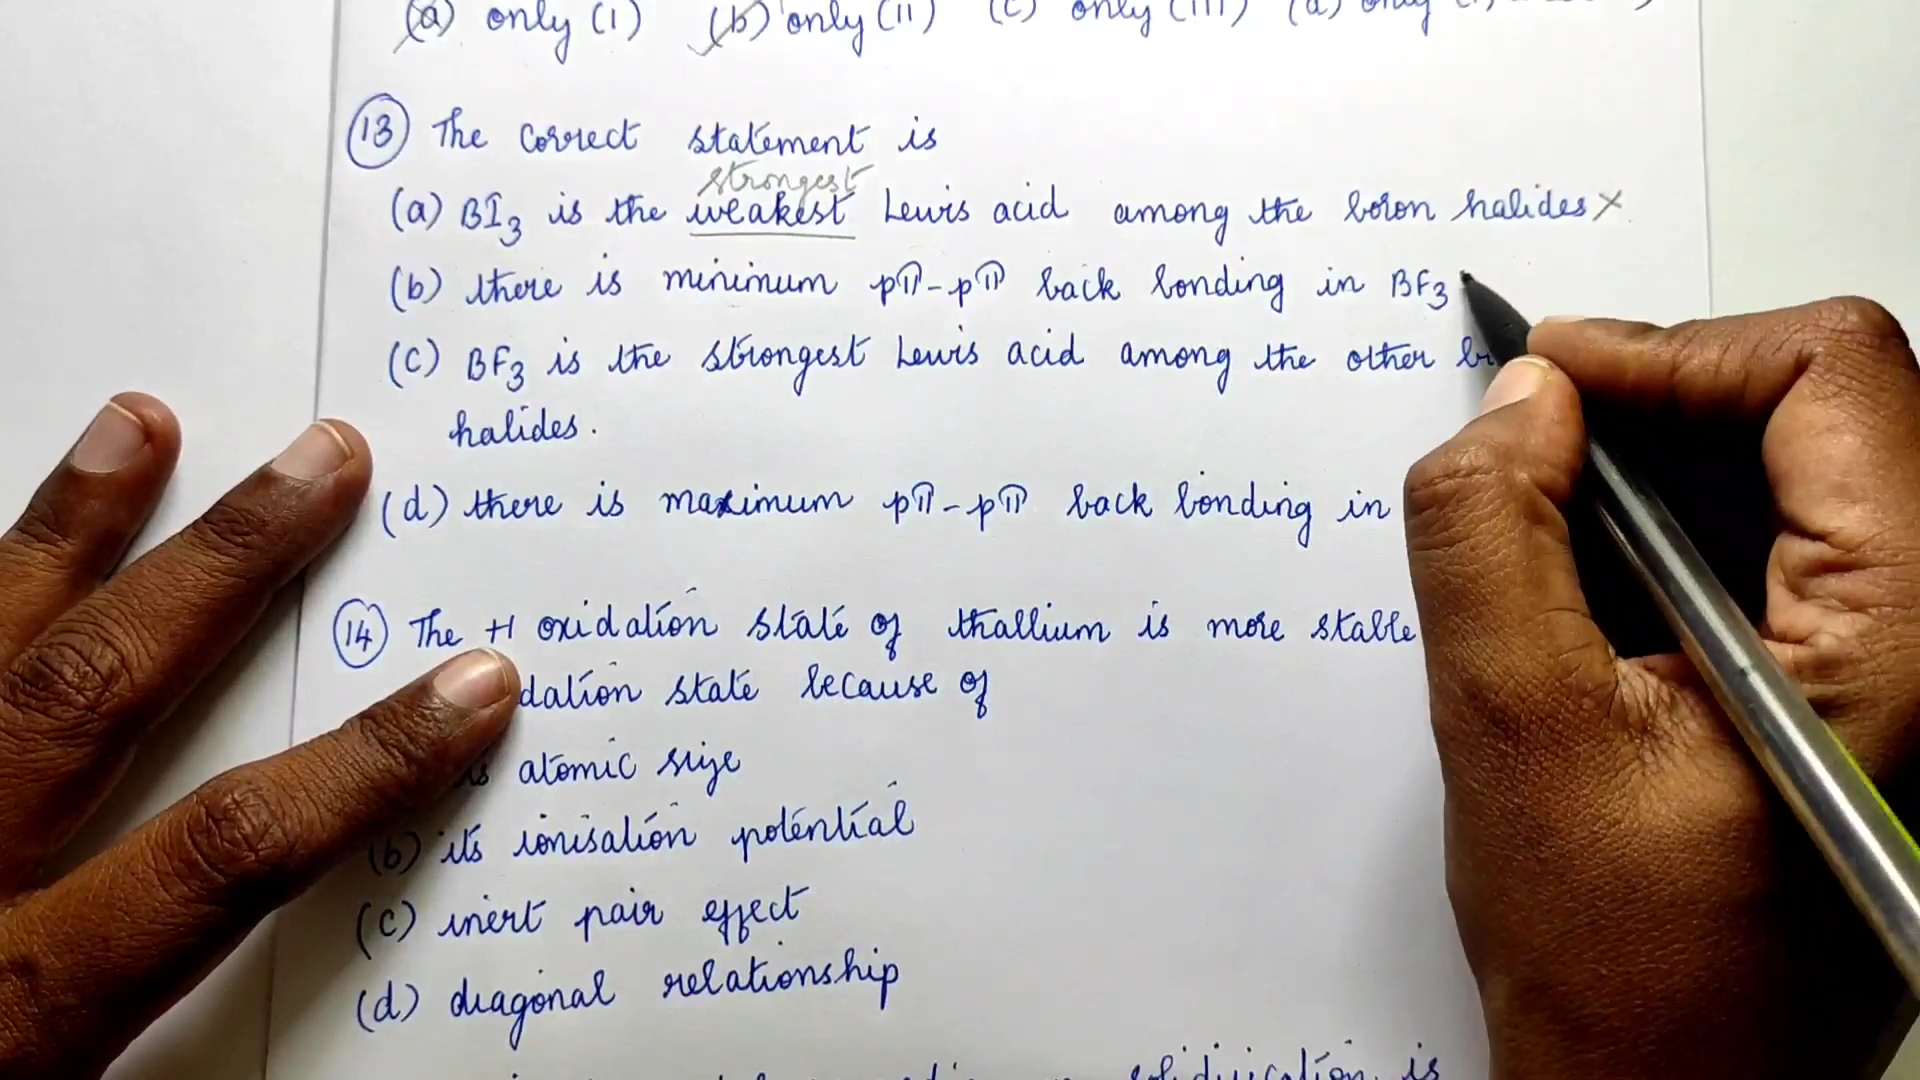 (a) only (I) (b) only (II) (c) only (III) (d) only
(13) The correct statement is
strongest
(a) BI3 is the weakest Lewis acid among the boron halides ×
(b) there is minimum pπ-pπ back bonding in BF3
(c) BF3 is the strongest Lewis acid among the other
halides.
(d) there is maximum pπ-pπ back bonding in
(14) The +1 oxidation state of thallium is more stable
dation state because of
atomic size
(b) its ionisation potential
(c) inert pair effect
(d) diagonal relationship
solidification is